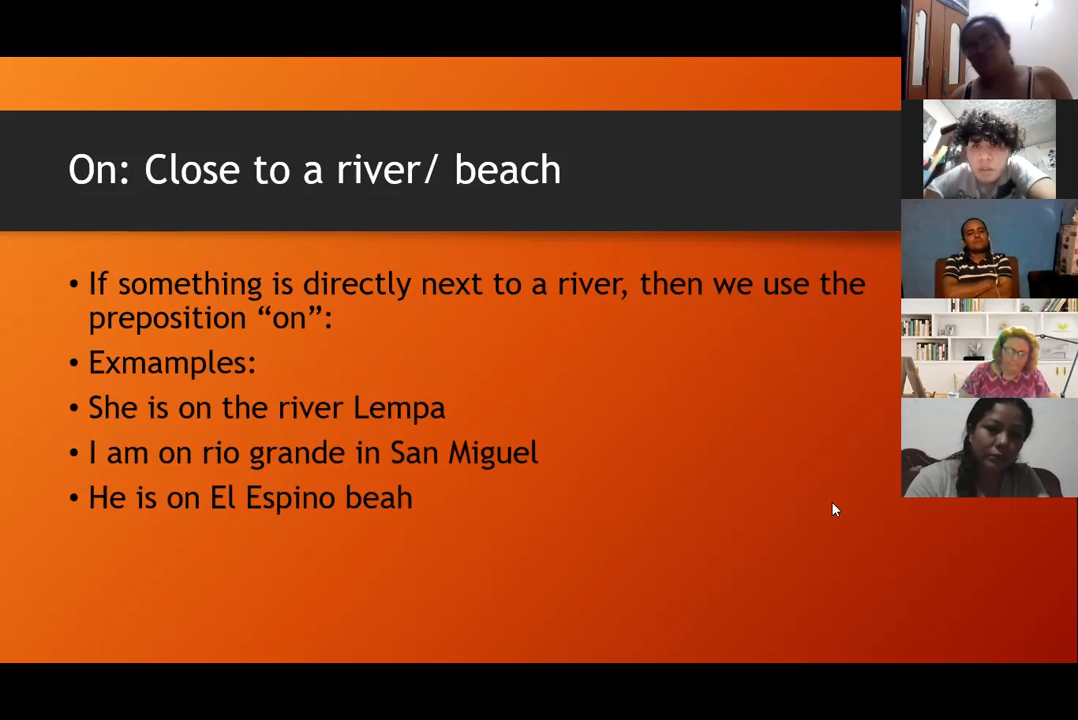 On: Close to a river/ beach
• If something is directly next to a river, then we use the
preposition “on”:
• Exmamples:
• She is on the river Lempa
• I am on rio grande in San Miguel
• He is on El Espino beah